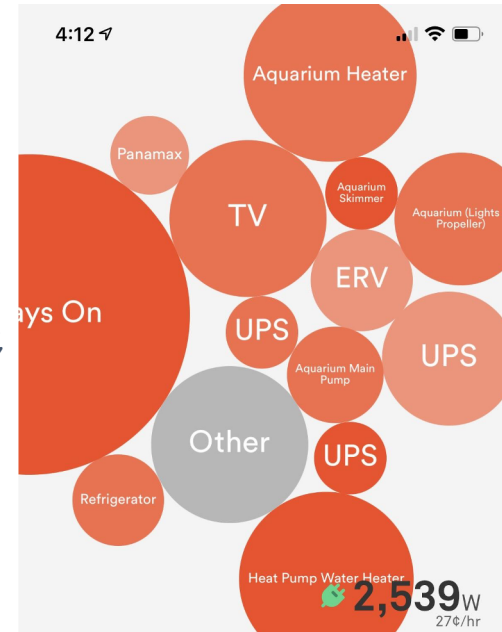 4:12
Aquarium Heater
Panamax
Aquarium
Skimmer
TV
Aquarium (Lights
Propeller)
ERV
ays On
UPS
UPS
Aquarium Main
Pump
Other
UPS
Refrigerator
Heat Pump Water Heater
2,539w
27¢/hr